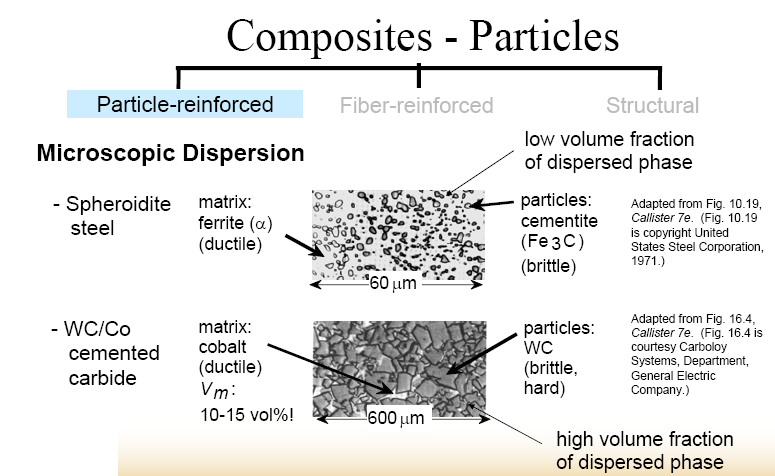 Composites - Particles
Particle-reinforced
Fiber-reinforced
Structural
Microscopic Dispersion
low volume fraction
of dispersed phase
- Spheroidite
steel
matrix:
ferrite (α)
(ductile)
60 μm
particles:
cementite
(Fe3C)
(brittle)
Adapted from Fig. 10.19,
Callister 7e. (Fig. 10.19
is copyright United
States Steel Corporation,
1971.)
- WC/Co
cemented
carbide
matrix:
cobalt
(ductile)
Vm:
10-15 vol%!
600 μm
particles:
WC
(brittle,
hard)
Adapted from Fig. 16.4,
Callister 7e. (Fig. 16.4 is
courtesy Carboloy
Systems, Department,
General Electric
Company.)
high volume fraction
of dispersed phase